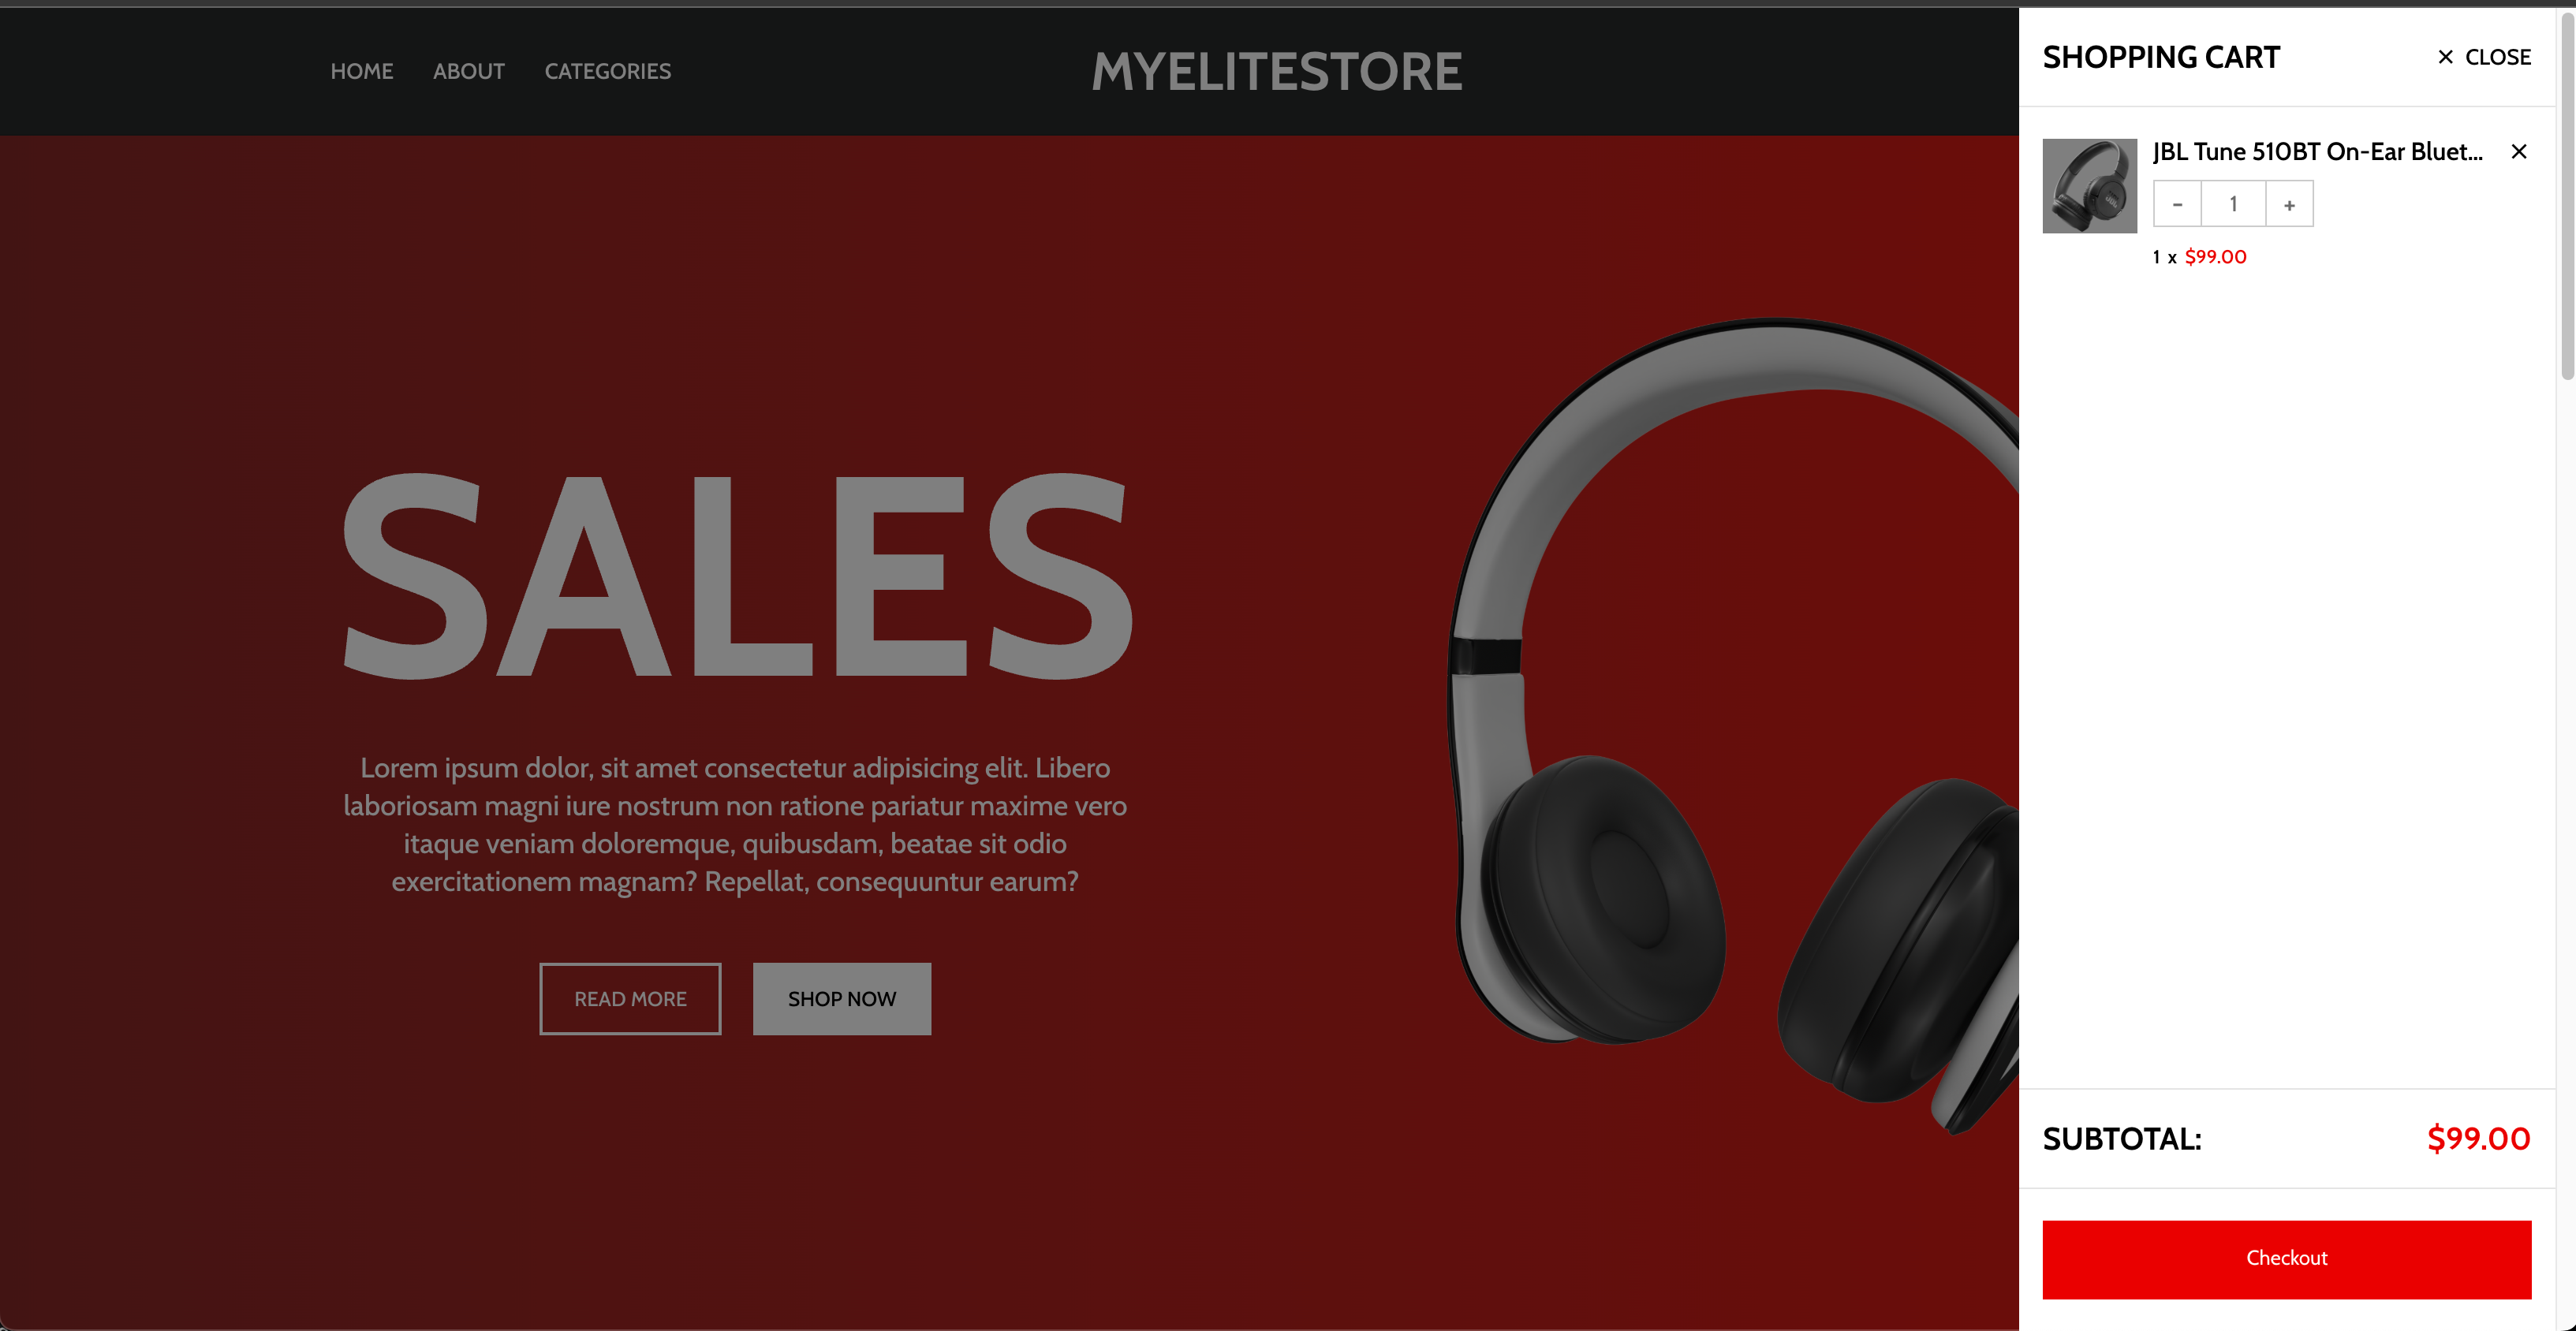 HOME ABOUT CATEGORIES
MYELITESTORE
SALES
Lorem ipsum dolor, sit amet consectetur adipisicing elit. Libero
laboriosam magni iure nostrum non ratione pariatur maxime vero
itaque veniam doloremque, quibusdam, beatae sit odio
exercitationem magnam? Repellat, consequuntur earum?
READ MORE SHOP NOW
SHOPPING CART × CLOSE
JBL Tune 510BT On-Ear Bluet... ×
- 1 +
1 x $99.00
SUBTOTAL: $99.00
Checkout